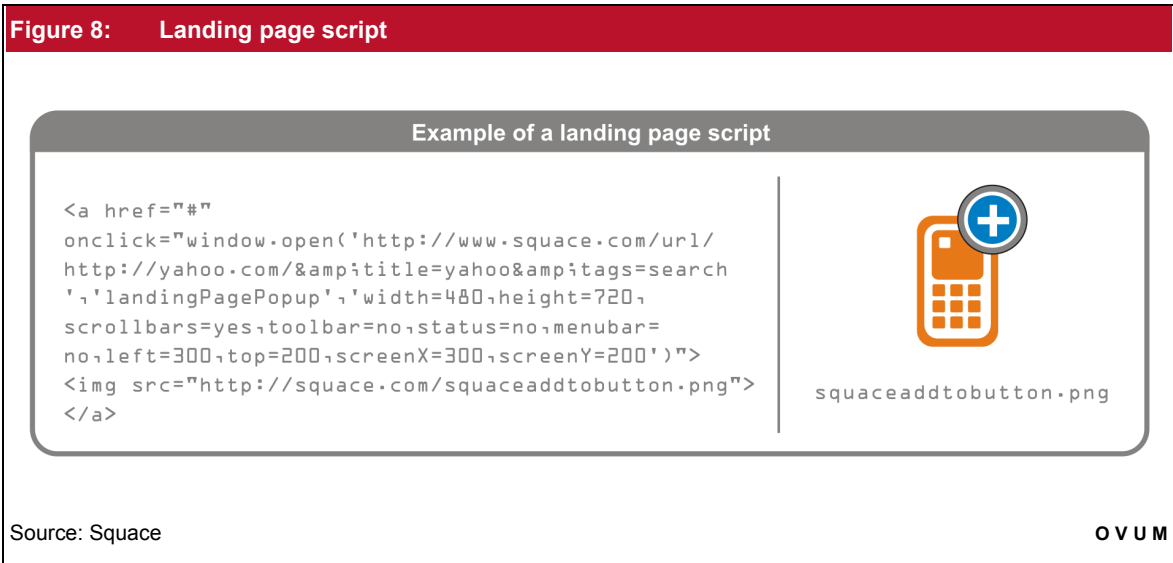 Figure 8: Landing page script
Example of a landing page script
<a href="#"
onclick="window.open('http://www.squace.com/url/
http://yahoo.com/&amp;title=yahoo&amp;tags=search
','landingPagePopup','width=480,height=720,
scrollbars=yes,toolbar=no,status=no,menubar=
no,left=300,top=200,screenX=300,screenY=200')">
<img src="http://squace.com/squaceaddtobutton.png">
</a>
squaceaddtobutton.png
Source: Squace
OVUM